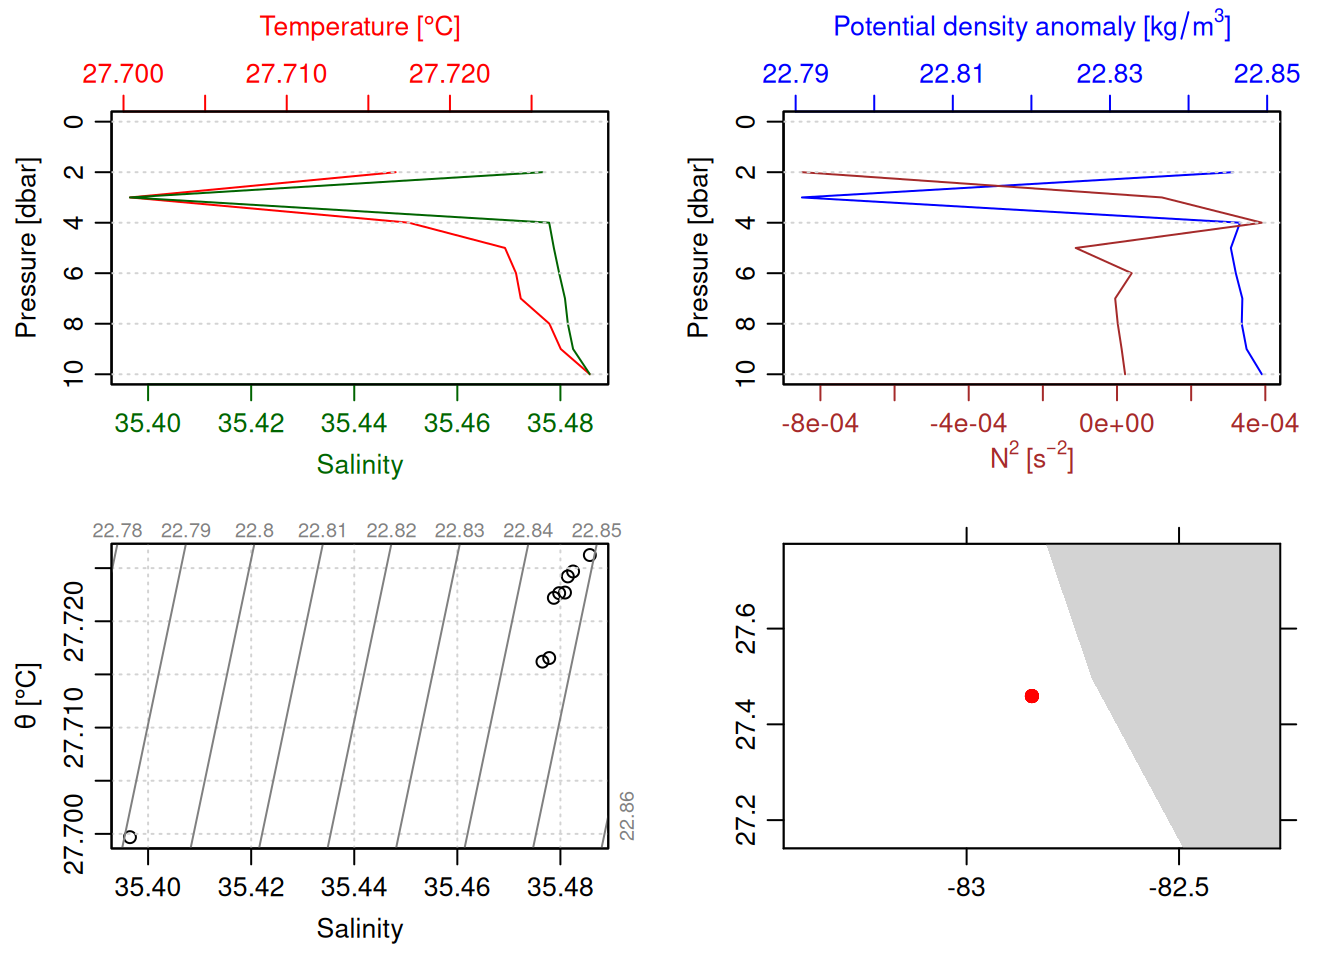 Temperature [°C]
27.700 27.710 27.720
Pressure [dbar]
0 2 4 6 8 10
35.40 35.42 35.44 35.46 35.48
Salinity
Potential density anomaly [kg/m³]
22.79 22.81 22.83 22.85
Pressure [dbar]
0 2 4 6 8 10
-8e-04 -4e-04 0e+00 4e-04
N² [s⁻²]
22.78 22.79 22.8 22.81 22.82 22.83 22.84 22.85
22.86
θ [°C]
27.700 27.710 27.720
35.40 35.42 35.44 35.46 35.48
Salinity
27.2 27.4 27.6
-83 -82.5